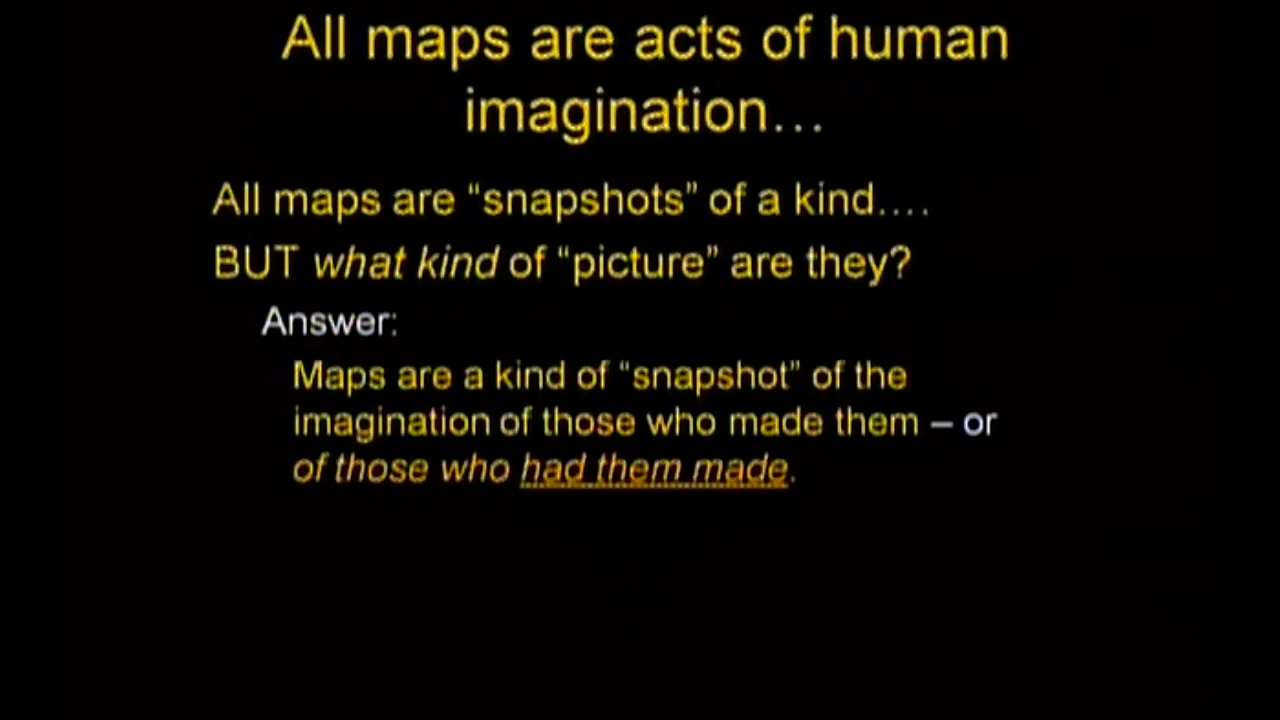 All maps are acts of human
imagination…
All maps are “snapshots” of a kind….
BUT what kind of “picture” are they?
Answer:
Maps are a kind of “snapshot” of the
imagination of those who made them – or
of those who had them made.